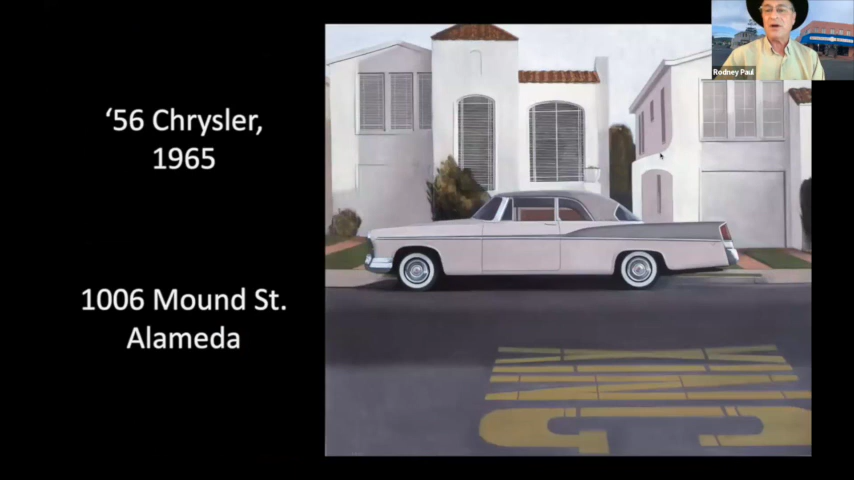 ‘56 Chrysler,
1965
1006 Mound St.
Alameda
Rodney Paul